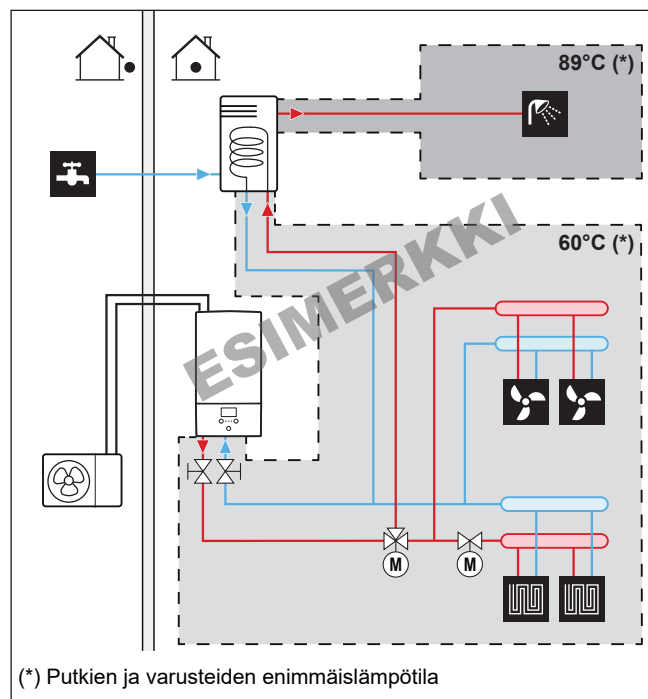 89°C (*)
60°C (*)
ESIMERKKI
M
M
(*) Putkien ja varusteiden enimmäislämpötila